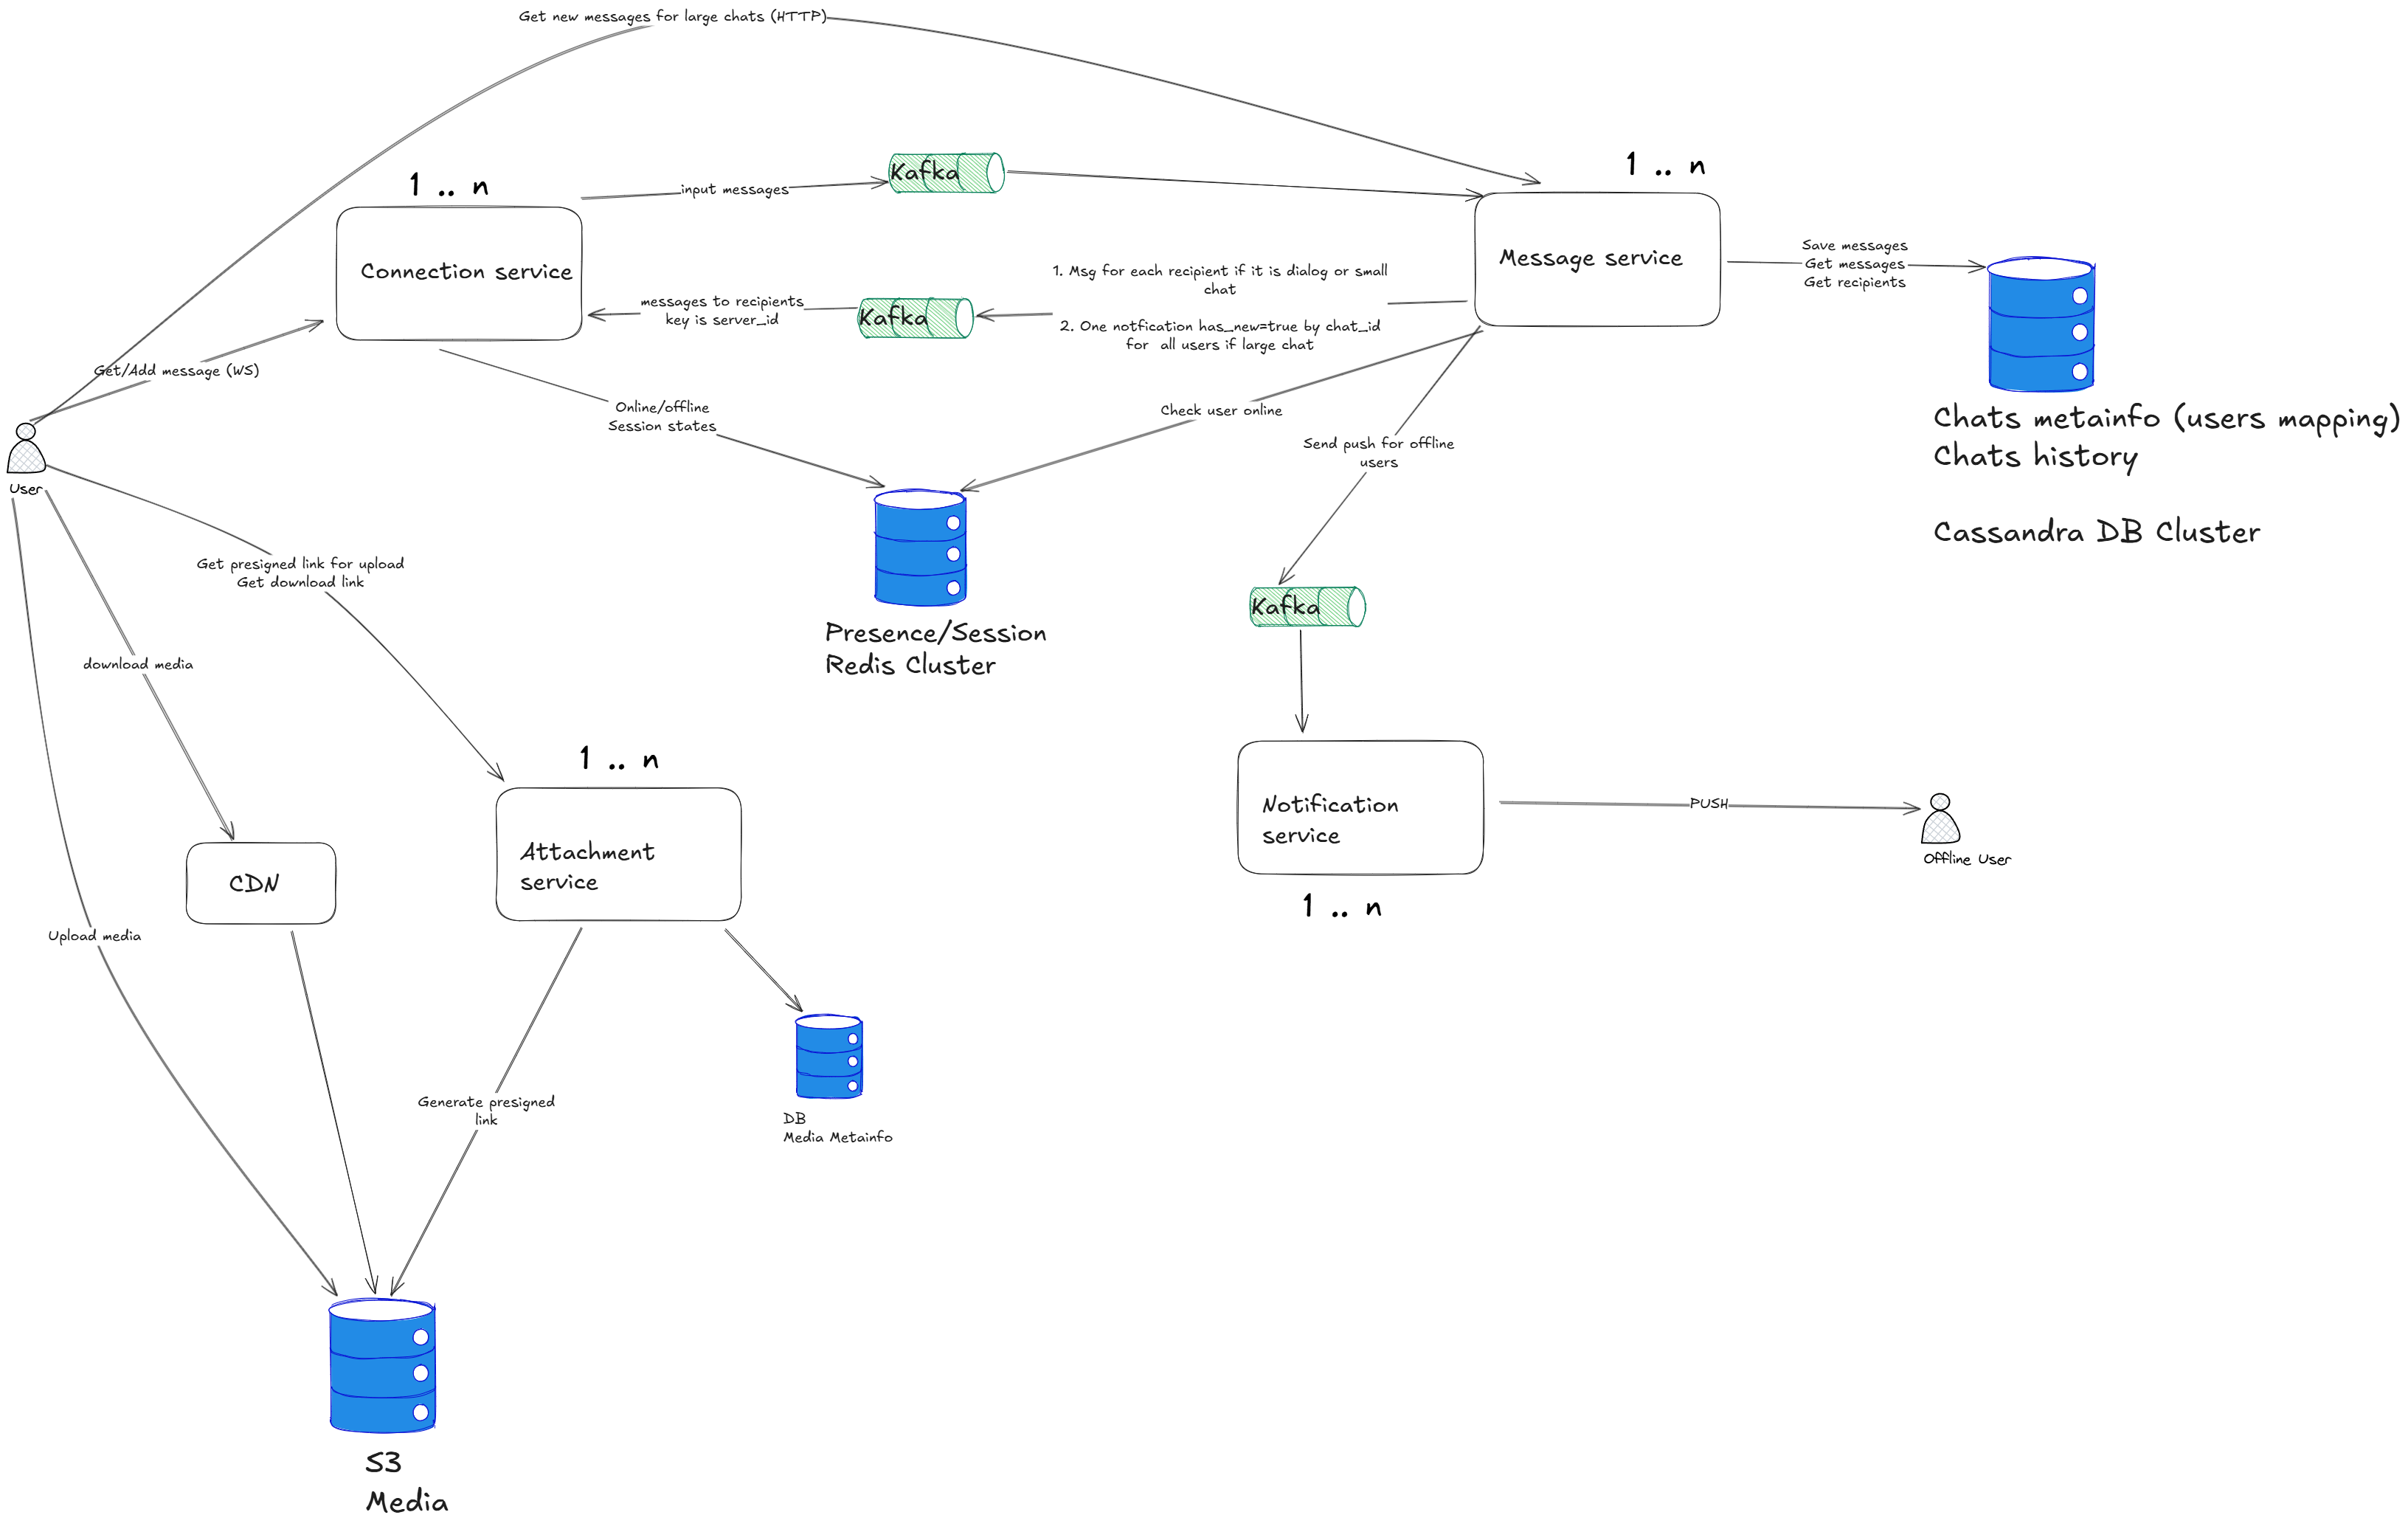 Get new messages for large chats (HTTP)
1 .. n
Kafka
input messages
1 .. n
Connection service
Message service
Save messages
Get messages
Get recipients
1. Msg for each recipient if it is dialog or small
chat
2. One notfication has_new=true by chat_id
for all users if large chat
messages to recipients
key is server_id
Kafka
Get/Add message (WS)
Online/offline
Session states
Check user online
Send push for offline
users
Chats metainfo (users mapping)
Chats history
Cassandra DB Cluster
User
Get presigned link for upload
Get download link
Kafka
Presence/Session
Redis Cluster
download media
1 .. n
Attachment
service
Notification
service
1 .. n
PUSH
Offline User
CDN
Upload media
Generate presigned
link
DB
Media Metainfo
S3
Media